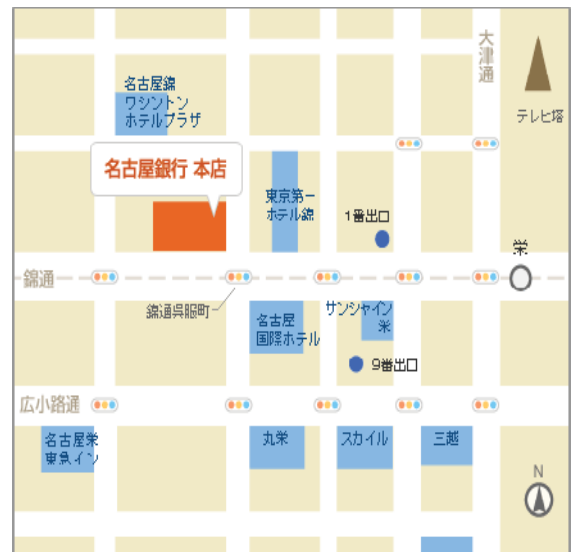 大津通
テレビ塔
名古屋錦
ワシントン
ホテルプラザ
名古屋銀行 本店
東京第一
ホテル錦
1番出口
栄
錦通
錦通呉服町
名古屋
国際ホテル
サンシャイン
栄
9番出口
広小路通
名古屋栄
東急イン
丸栄
スカイル
三越
N